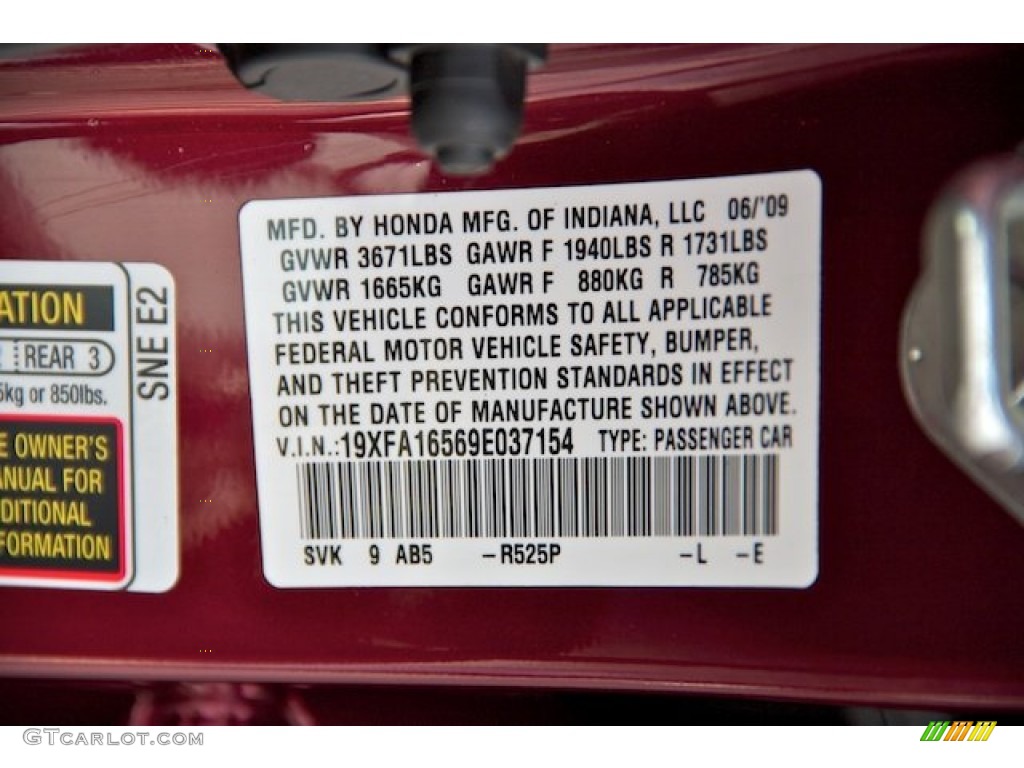 MFD. BY HONDA MFG. OF INDIANA, LLC 06/'09
GVWR 3671LBS GAWR F 1940LBS R 1731LBS
GVWR 1665KG GAWR F 880KG R 785KG
THIS VEHICLE CONFORMS TO ALL APPLICABLE
FEDERAL MOTOR VEHICLE SAFETY, BUMPER,
AND THEFT PREVENTION STANDARDS IN EFFECT
ON THE DATE OF MANUFACTURE SHOWN ABOVE.
V.I.N.:19XFA16569E037154 TYPE: PASSENGER CAR
SVK 9 AB5 -R525P -L -E
ATION
REAR 3
5kg or 850lbs.
E OWNER'S
ANUAL FOR
DITIONAL
FORMATION
SNE E2
GTCARLOT.COM